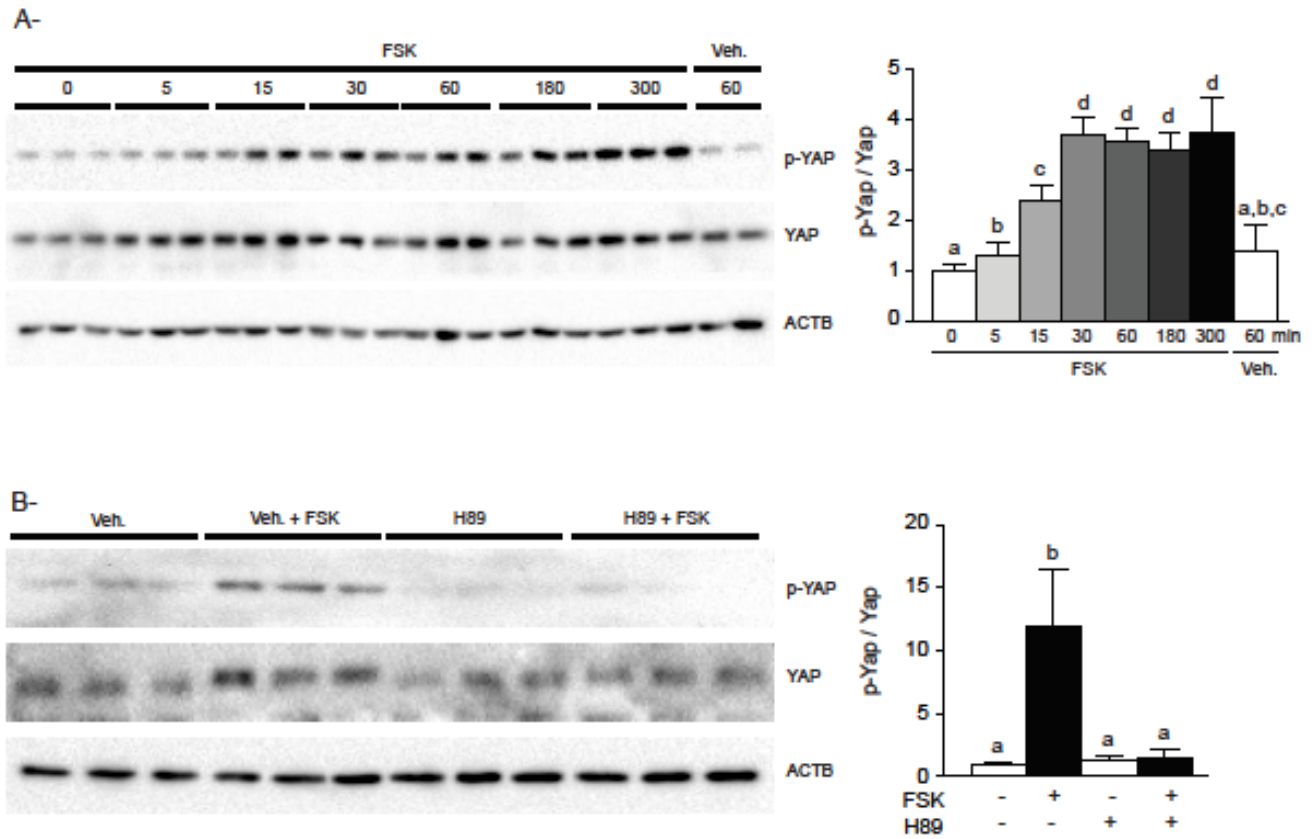 A-
FSK Veh.
0 5 15 30 60 180 300 60
p-YAP
YAP
ACTB
p-Yap / Yap
5
4
3
2
1
0
a b c d d d d a,b,c
0 5 15 30 60 180 300 60 min
FSK Veh.
B-
Veh. Veh. + FSK H89 H89 + FSK
p-YAP
YAP
ACTB
p-Yap / Yap
20
15
10
5
0
a b a a
FSK - + - +
H89 - - + +